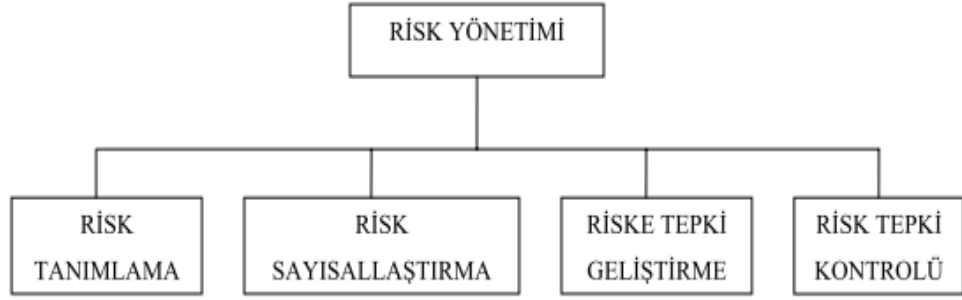 RİSK YÖNETİMİ
RİSK
TANIMLAMA
RİSK
SAYISALLAŞTIRMA
RİSKE TEPKİ
GELİŞTİRME
RİSK TEPKİ
KONTROLÜ